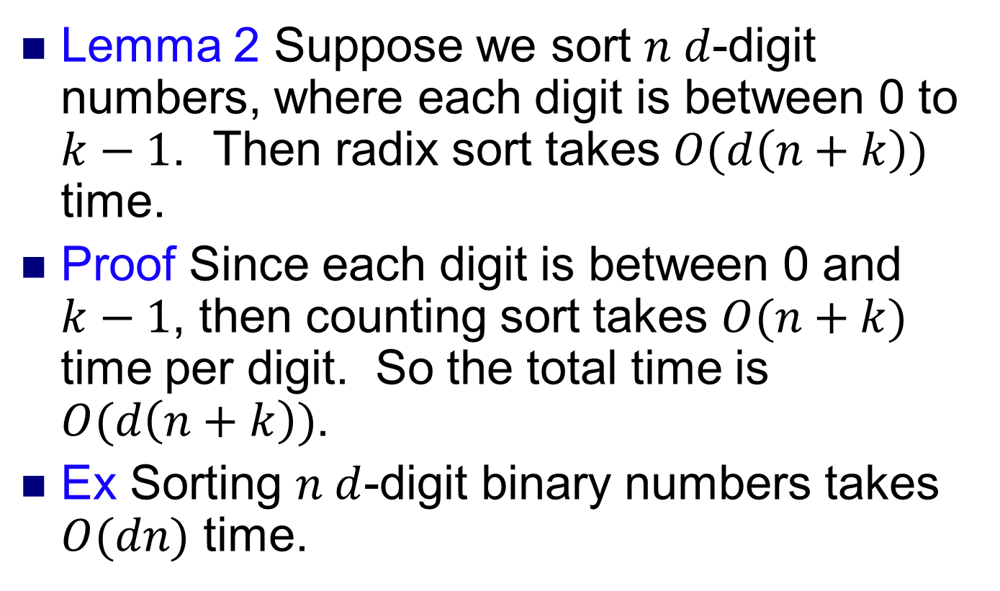 ■ Lemma 2 Suppose we sort n d-digit
numbers, where each digit is between 0 to
k − 1. Then radix sort takes O(d(n + k))
time.
■ Proof Since each digit is between 0 and
k − 1, then counting sort takes O(n + k)
time per digit. So the total time is
O(d(n + k)).
■ Ex Sorting n d-digit binary numbers takes
O(dn) time.